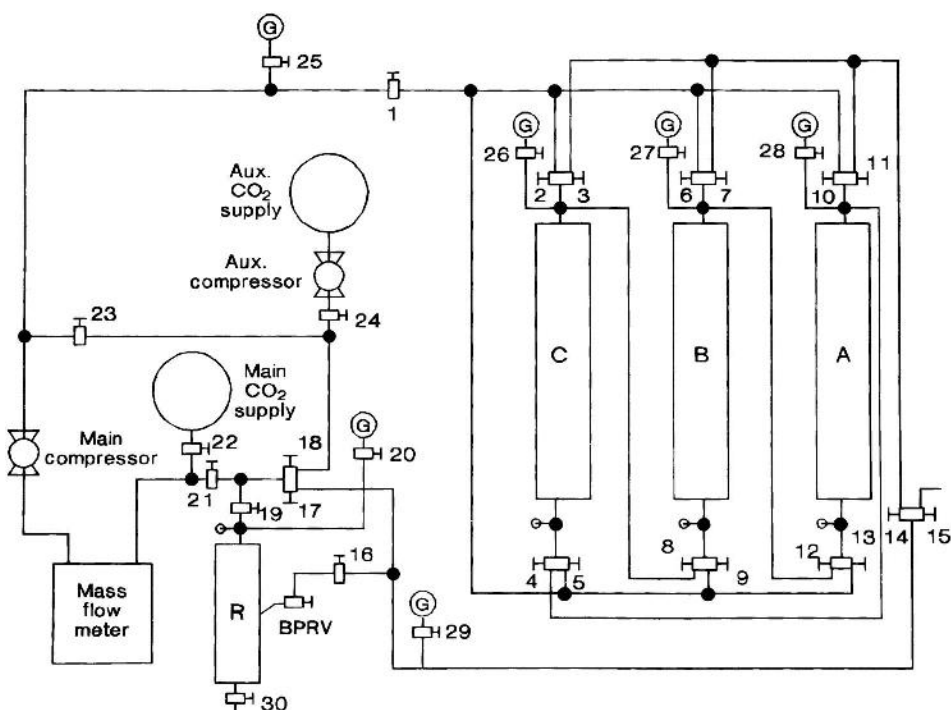 G
25
1
G
26
G
27
G
28
11
2
3
6
7
10
Aux.
CO₂
supply
Aux.
compressor
24
23
C
B
A
Main
CO₂
supply
G
22
18
20
Main
compressor
21
19
17
16
8
12
13
14
15
4
5
9
Mass
flow
meter
R
BPRV
G
29
30